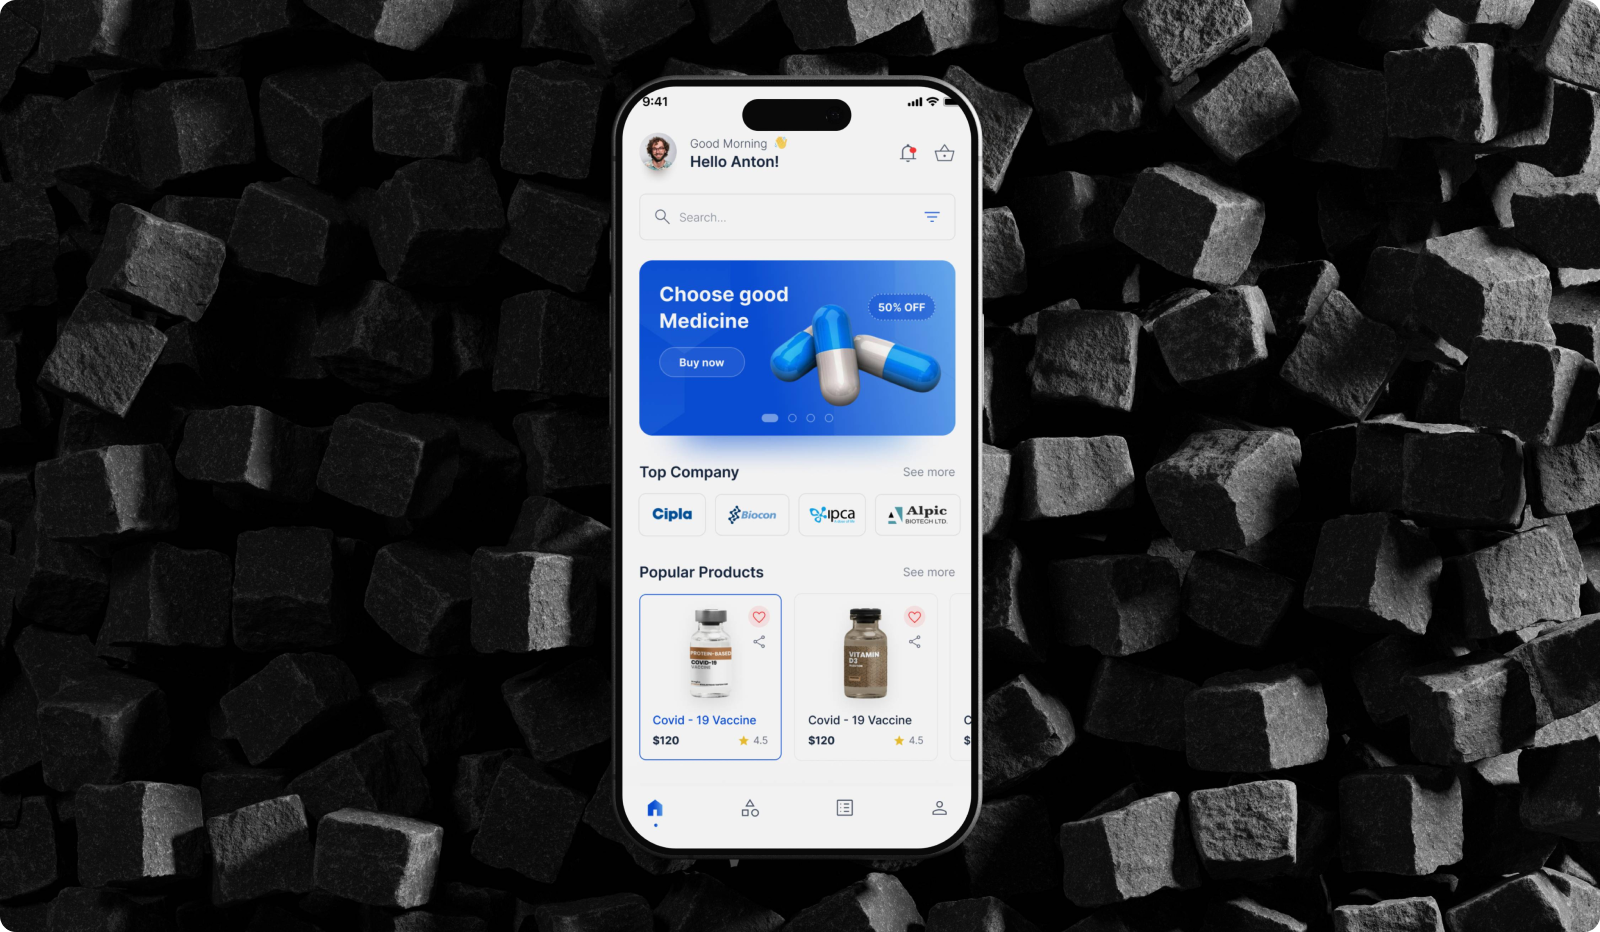 9:41
Good Morning 👋
Hello Anton!
Search...
Choose good
Medicine
50% OFF
Buy now
Top Company
See more
Cipla
Biocon
ipca
Alpic
BIOTECH LTD.
Popular Products
See more
PROTEIN-BASED
COVID-19
VACCINE
VITAMIN
D3
Covid - 19 Vaccine
$120
4.5
Covid - 19 Vaccine
$120
4.5
C
$